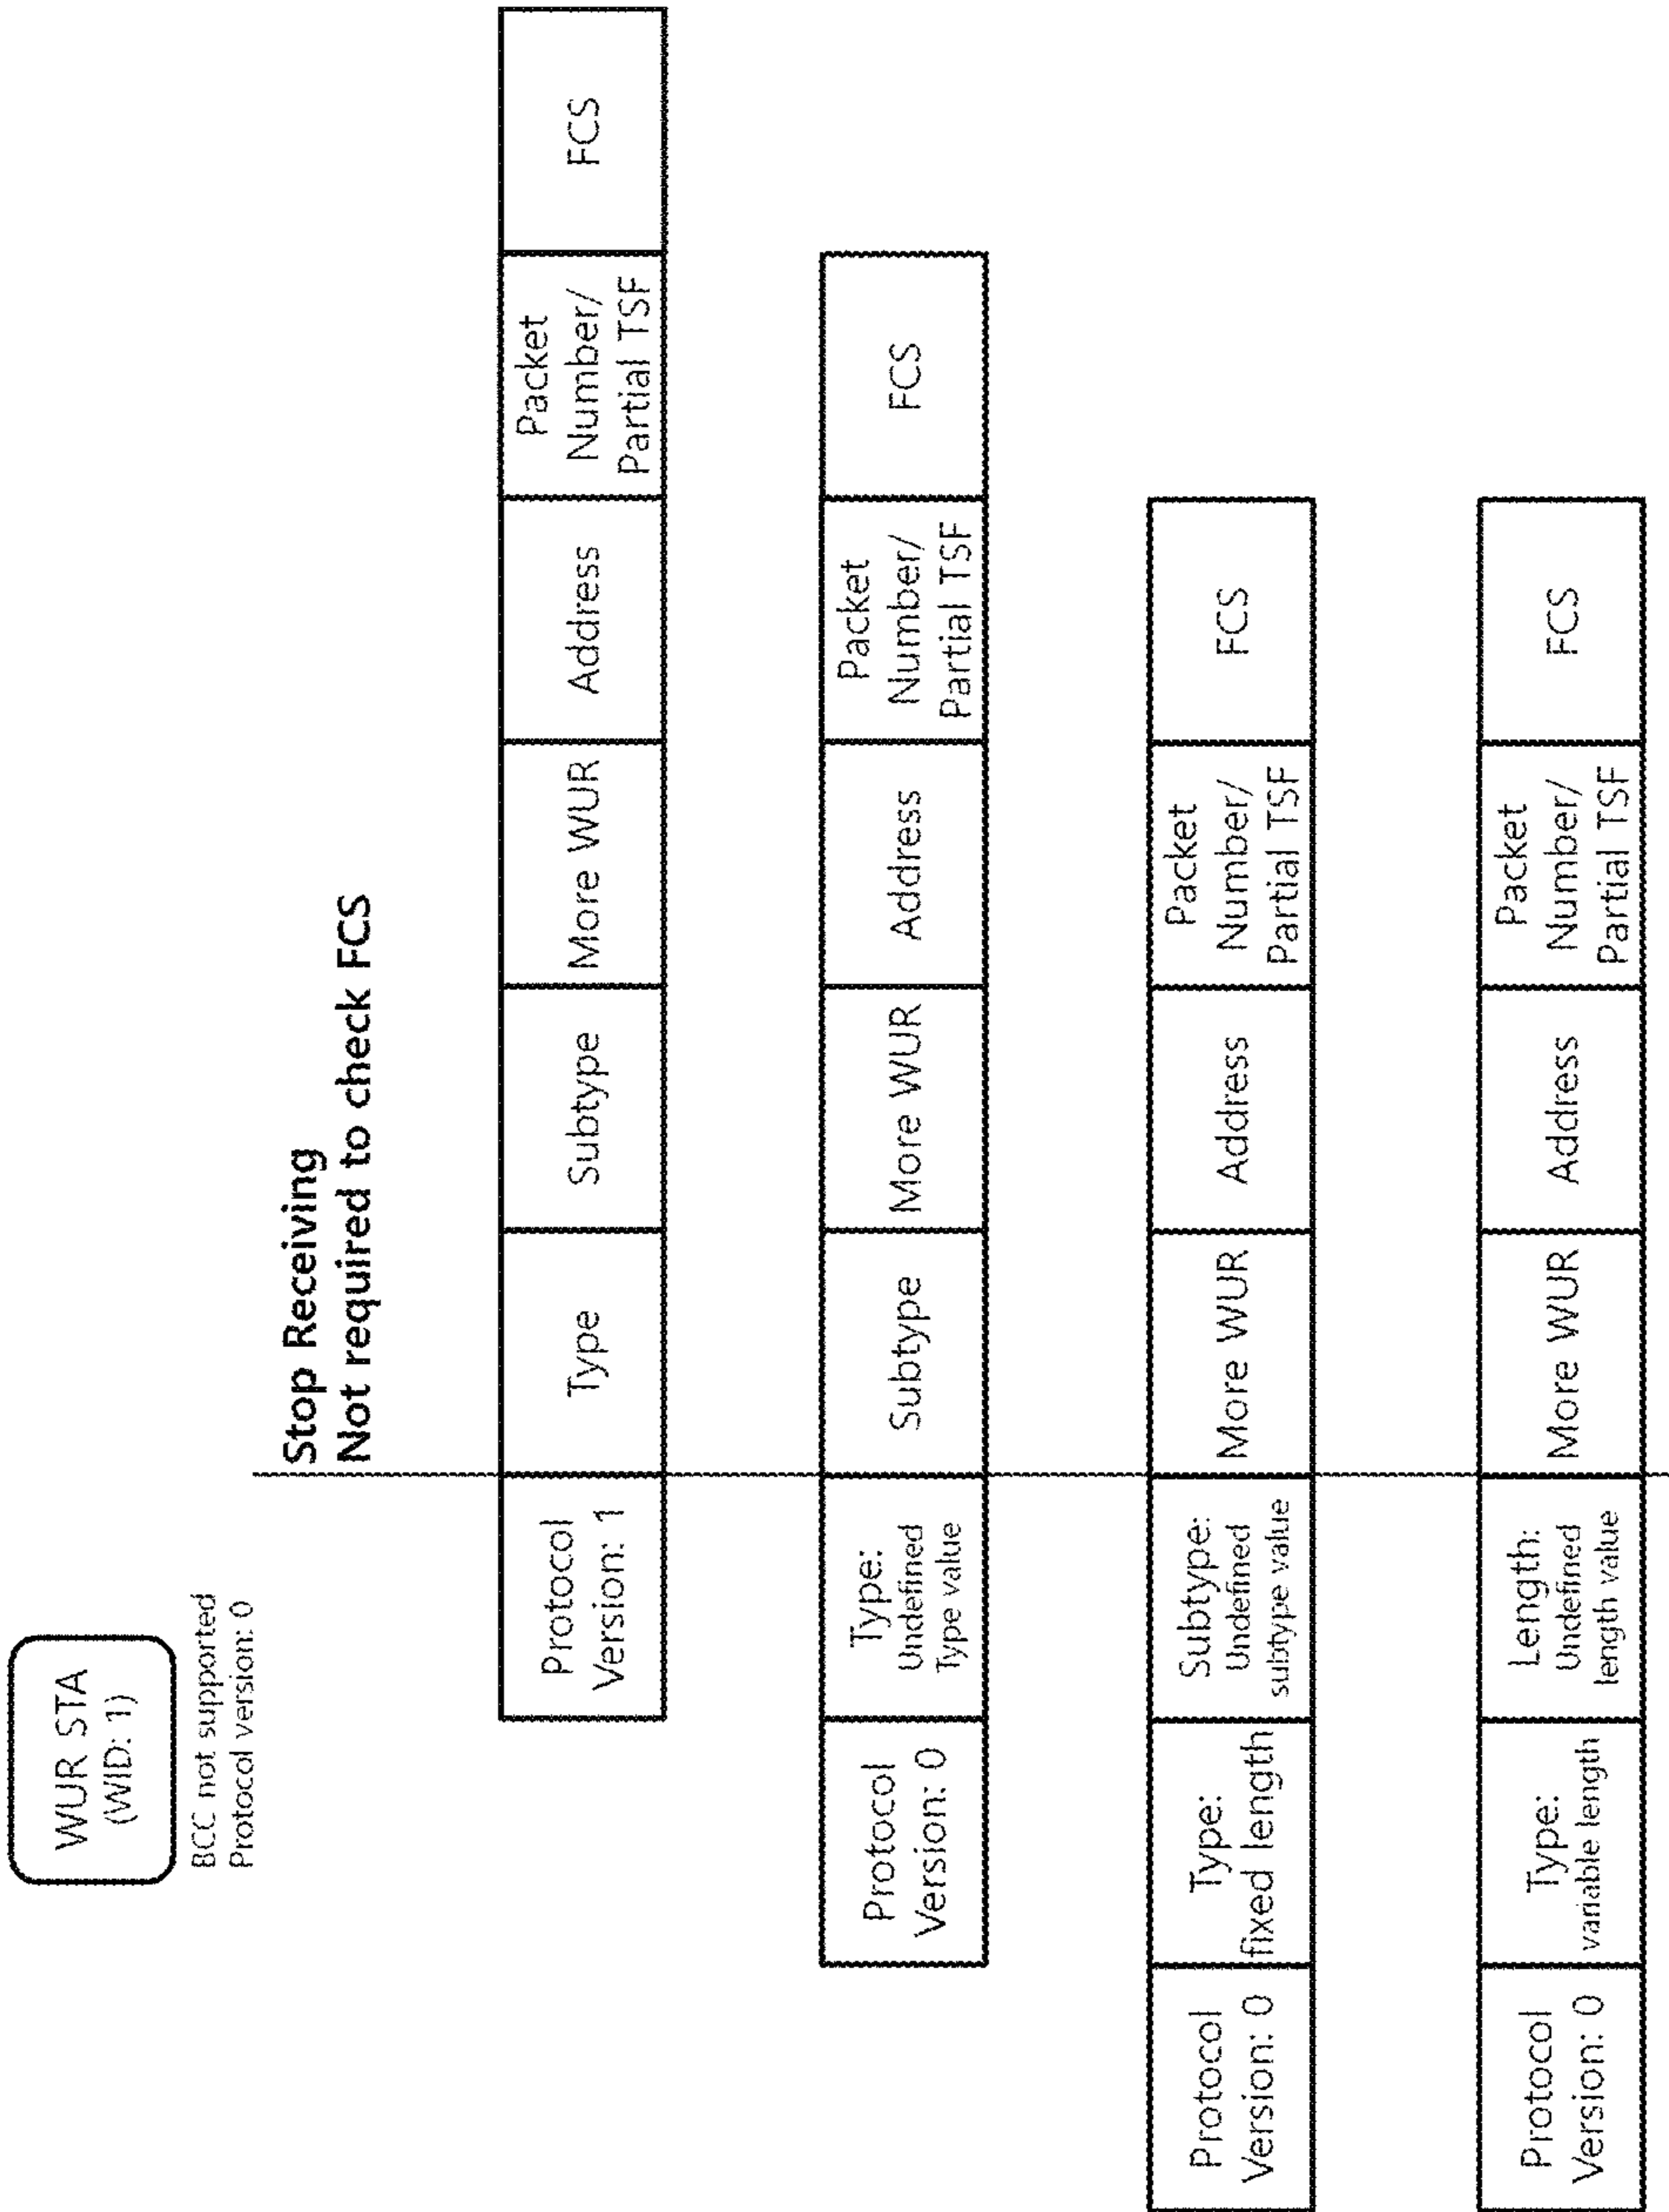 WUR STA
(WID: 1)
BCC not supported
Protocol version: 0
Stop Receiving
Not required to check FCS
Protocol
Version: 1
Type
Subtype
More WUR
Address
Packet
Number/
Partial TSF
FCS
Protocol
Version: 0
Type:
Undefined
Type value
Subtype
More WUR
Address
Packet
Number/
Partial TSF
FCS
Protocol
Version: 0
Type:
fixed length
Subtype:
Undefined
subtype value
More WUR
Address
Packet
Number/
Partial TSF
FCS
Protocol
Version: 0
Type:
variable length
Length:
Undefined
length value
More WUR
Address
Packet
Number/
Partial TSF
FCS